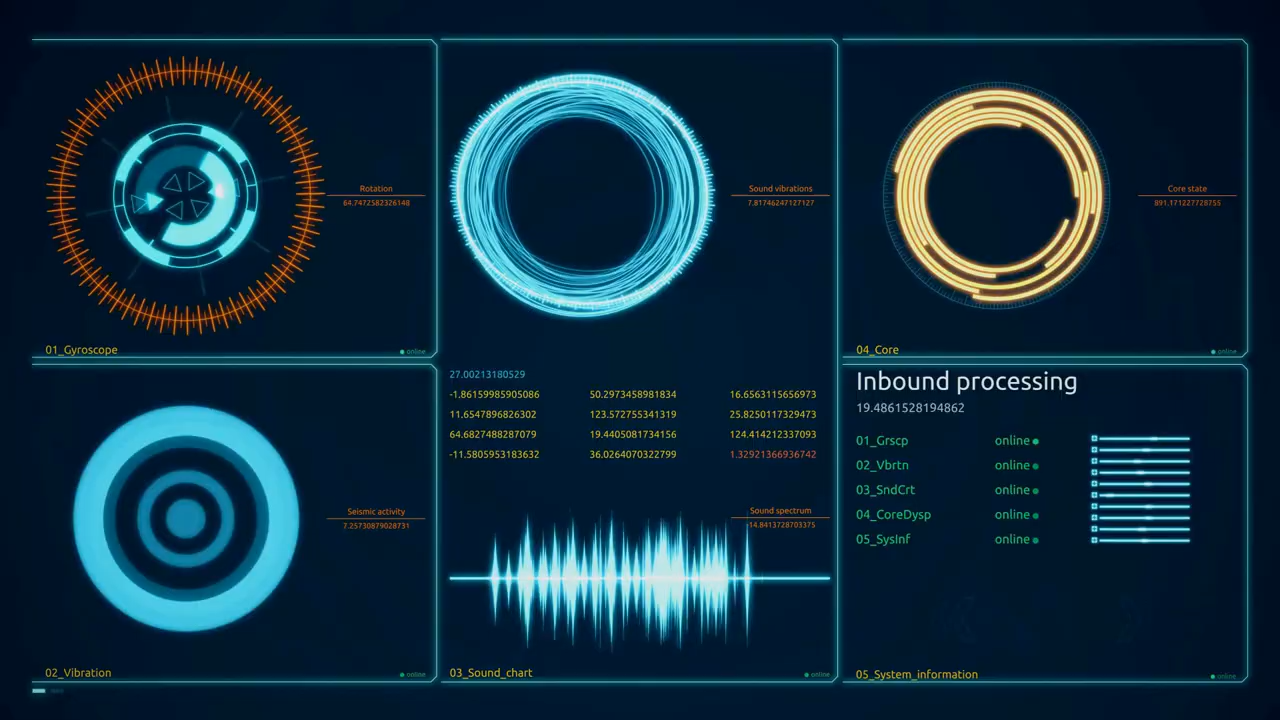 Rotation
64.7472582326148
01_Gyroscope
online
Sound vibrations
7.81746247127127
Core state
891.171227728755
04_Core
online
Seismic activity
7.25730879028731
02_Vibration
online
27.00213180529
-1.86159985905086 50.2973458981834 16.6563115656973
11.6547896826302 123.572755341319 25.8250117329473
64.6827488287079 19.4405081734156 124.414212337093
-11.5805953183632 36.0264070322799 1.32921366936742
Sound spectrum
-14.8413728703375
03_Sound_chart
online
Inbound processing
19.4861528194862
01_Grscp online
02_Vbrtn online
03_SndCrt online
04_CoreDysp online
05_SysInf online
05_System_information
online